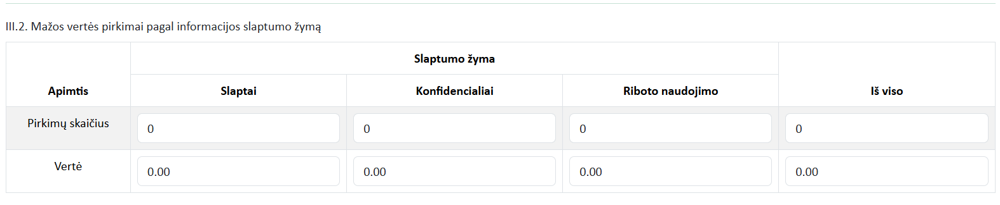 III.2. Mažos vertės pirkimai pagal informacijos slaptumo žymą
Slaptumo žyma
Apimtis Slaptai Konfidencialiai Riboto naudojimo Iš viso
Pirkimų skaičius 0 0 0 0
Vertė 0.00 0.00 0.00 0.00